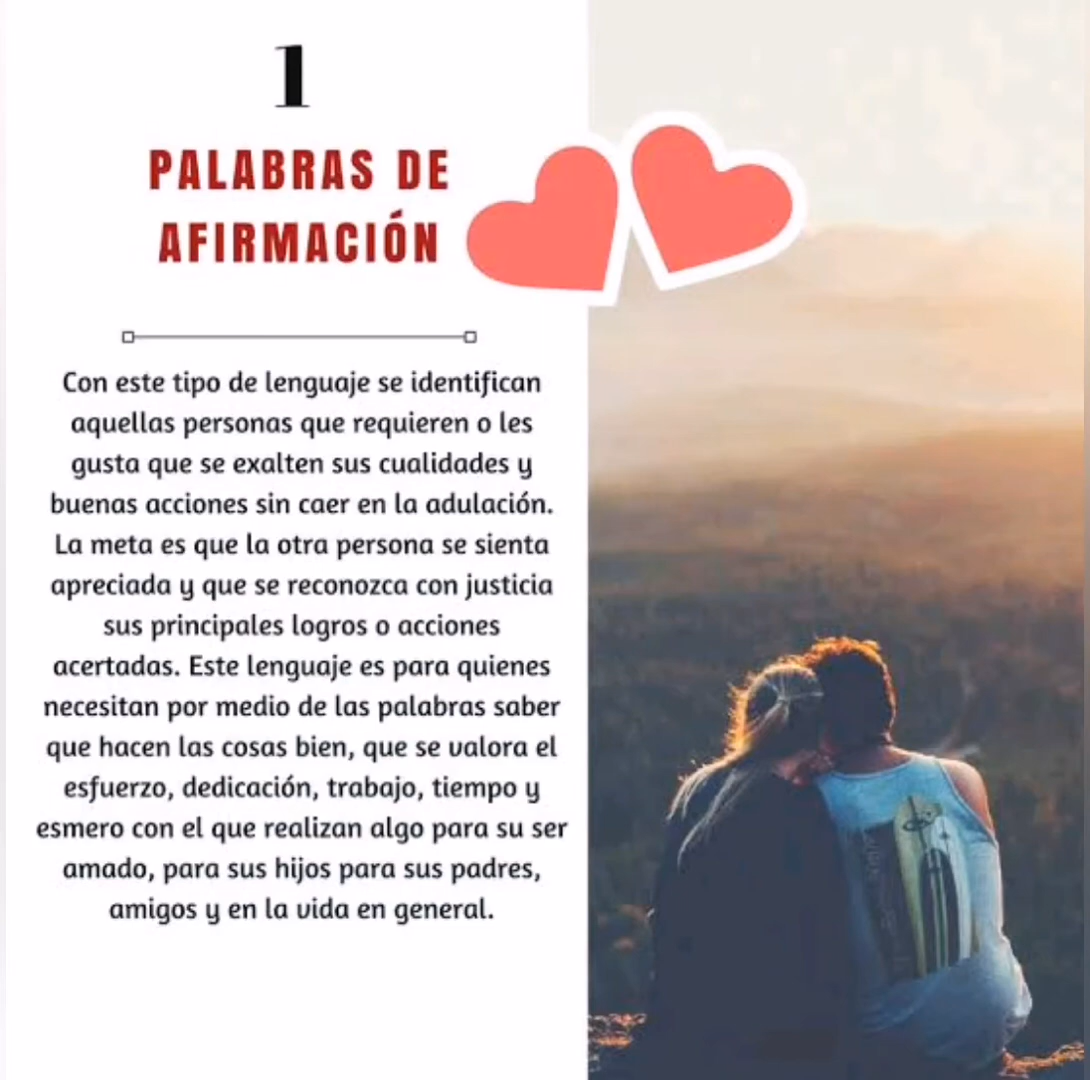 1
PALABRAS DE
AFIRMACIÓN
Con este tipo de lenguaje se identifican
aquellas personas que requieren o les
gusta que se exalten sus cualidades y
buenas acciones sin caer en la adulación.
La meta es que la otra persona se sienta
apreciada y que se reconozca con justicia
sus principales logros o acciones
acertadas. Este lenguaje es para quienes
necesitan por medio de las palabras saber
que hacen las cosas bien, que se valora el
esfuerzo, dedicación, trabajo, tiempo y
esmero con el que realizan algo para su ser
amado, para sus hijos para sus padres,
amigos y en la vida en general.